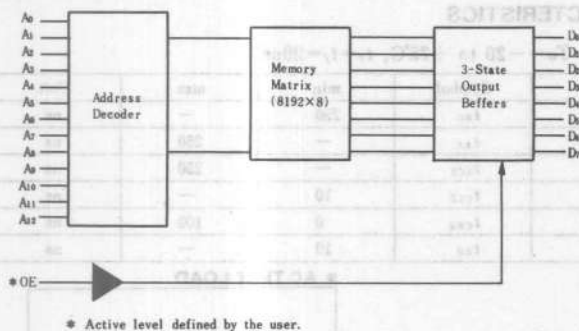 CTERISTICS
A0
A1
A2
A3
A4
A5
A6
A7
A8
A9
A10
A11
A12
Address
Decoder
Memory
Matrix
(8192×8)
3-State
Output
Beffers
D0
D1
D2
D3
D4
D5
D6
D7
*OE
* Active level defined by the user.